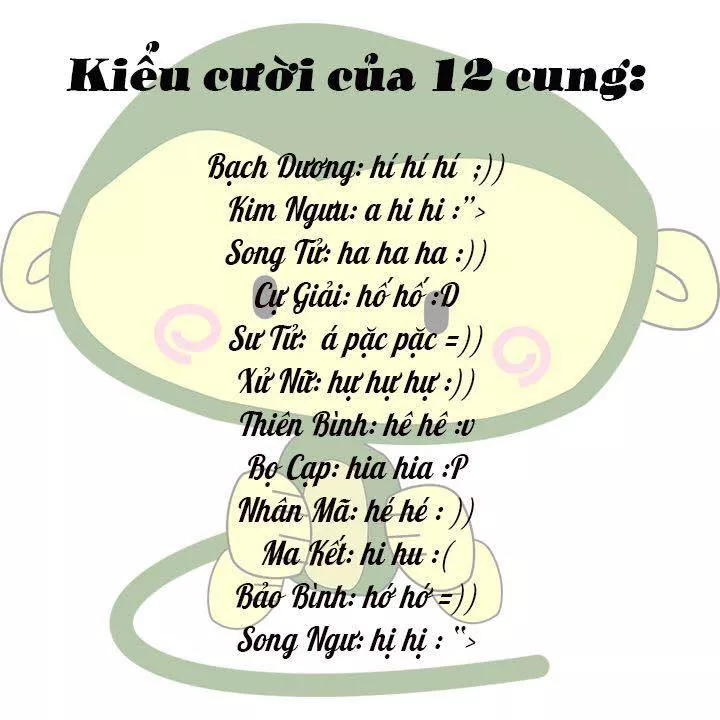 Kiểu cười của 12 cung:
Bạch Dương: hí hí hí ;))
Kim Ngưu: a hi hi :”>
Song Tử: ha ha ha :))
Cự Giải: hố hố :D
Sư Tử: á pặc pặc =))
Xử Nữ: hự hự hự :))
Thiên Bình: hê hê :v
Bọ Cạp: hia hia :P
Nhân Mã: hé hé : ))
Ma Kết: hi hu :(
Bảo Bình: hớ hớ =))
Song Ngư: hị hị : “>